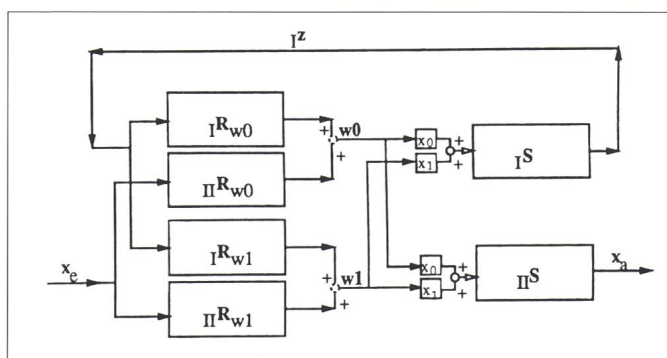 Iz
IRw0
+
w0
+
x0
+
x1
+
IS
IIRw0
IRw1
xe
+
w1
+
x0
+
x1
+
IIS
xa
IIRw1